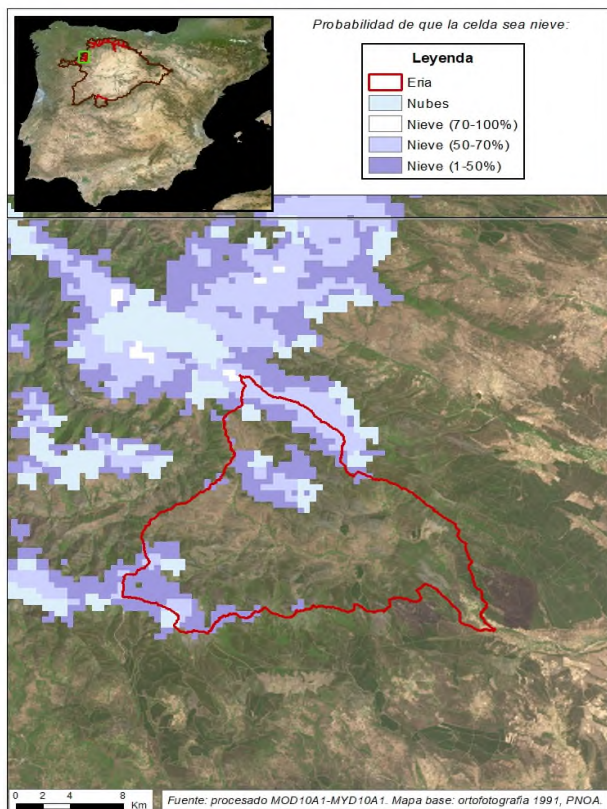 Probabilidad de que la celda sea nieve:
Leyenda
Eria
Nubes
Nieve (70-100%)
Nieve (50-70%)
Nieve (1-50%)
0 2 4 8
Km
Fuente: procesado MOD10A1-MYD10A1. Mapa base: ortofotografia 1991, PNOA